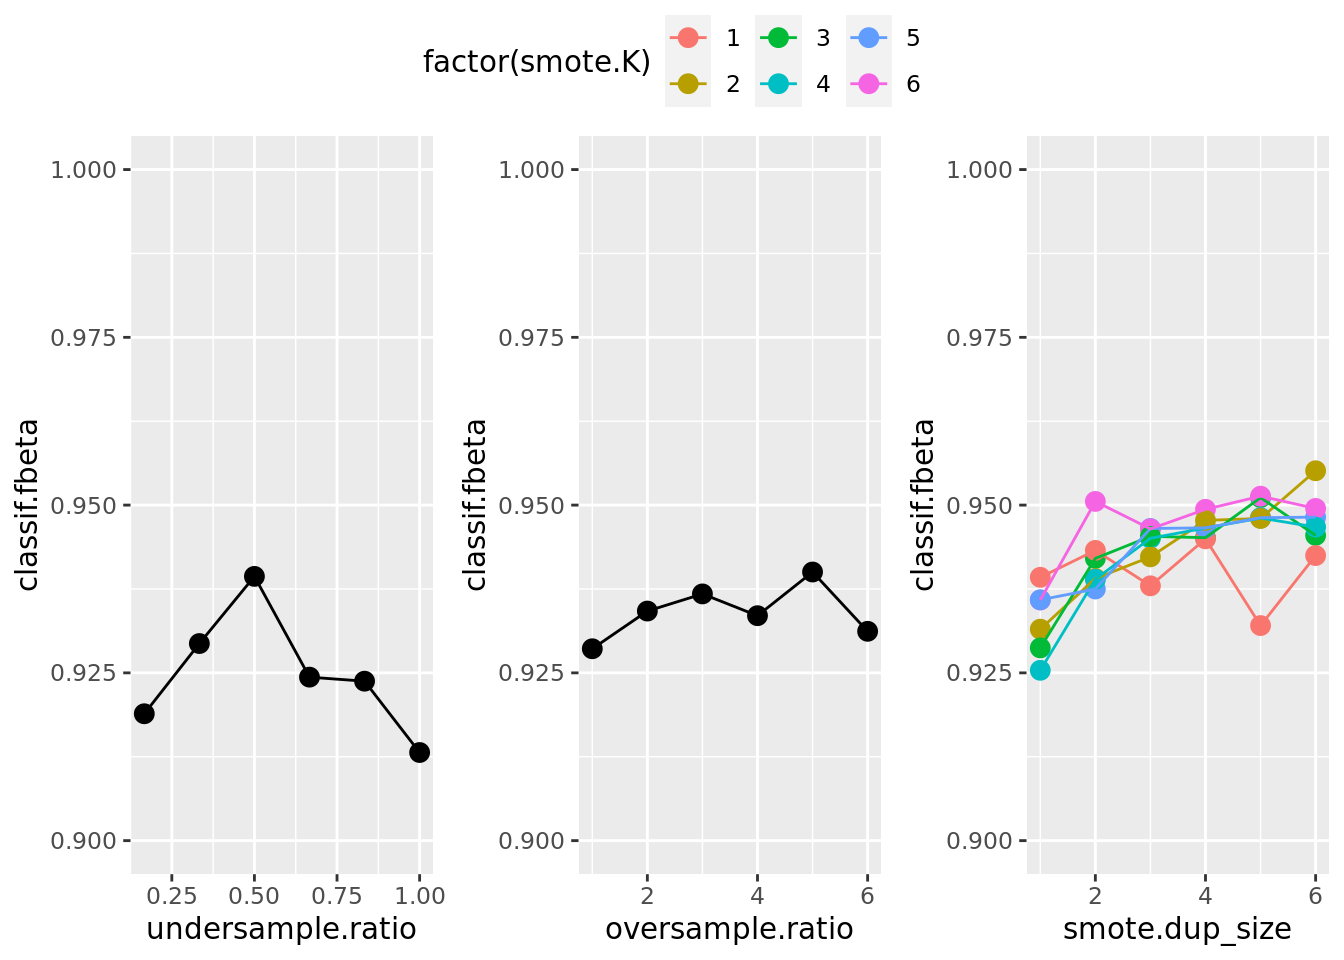 factor(smote.K) 1 3 5
2 4 6
classif.fbeta
1.000
0.975
0.950
0.925
0.900
0.25 0.50 0.75 1.00
undersample.ratio
classif.fbeta
1.000
0.975
0.950
0.925
0.900
2 4 6
oversample.ratio
classif.fbeta
1.000
0.975
0.950
0.925
0.900
2 4 6
smote.dup_size